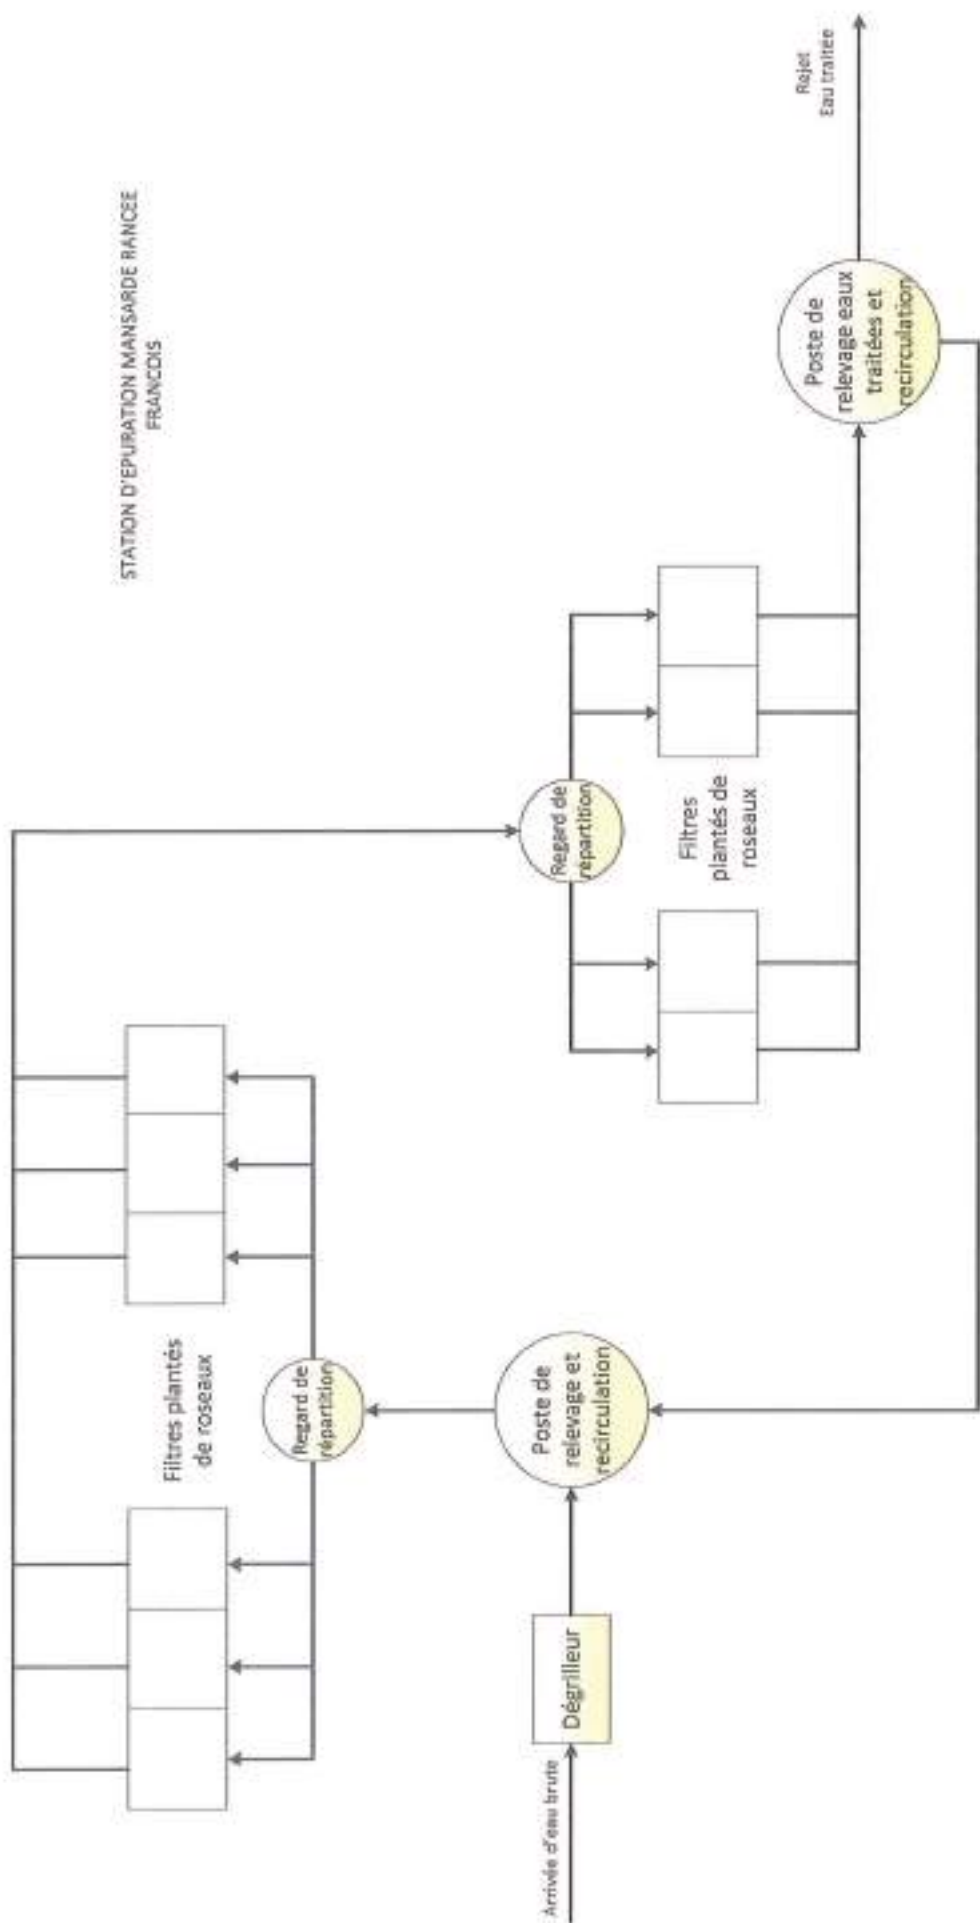 STATION D'EPURATION MANSARDE RANCEE
FRANCOIS
Arrivée d'eau brute
Dégrilleur
Poste de
relevage et
recirculation
Regard de
répartition
Filtres plantés
de roseaux
Regard de
répartition
Filtres
plantés de
roseaux
Poste de
relevage eaux
traitées et
recirculation
Rejet
Eau traitée